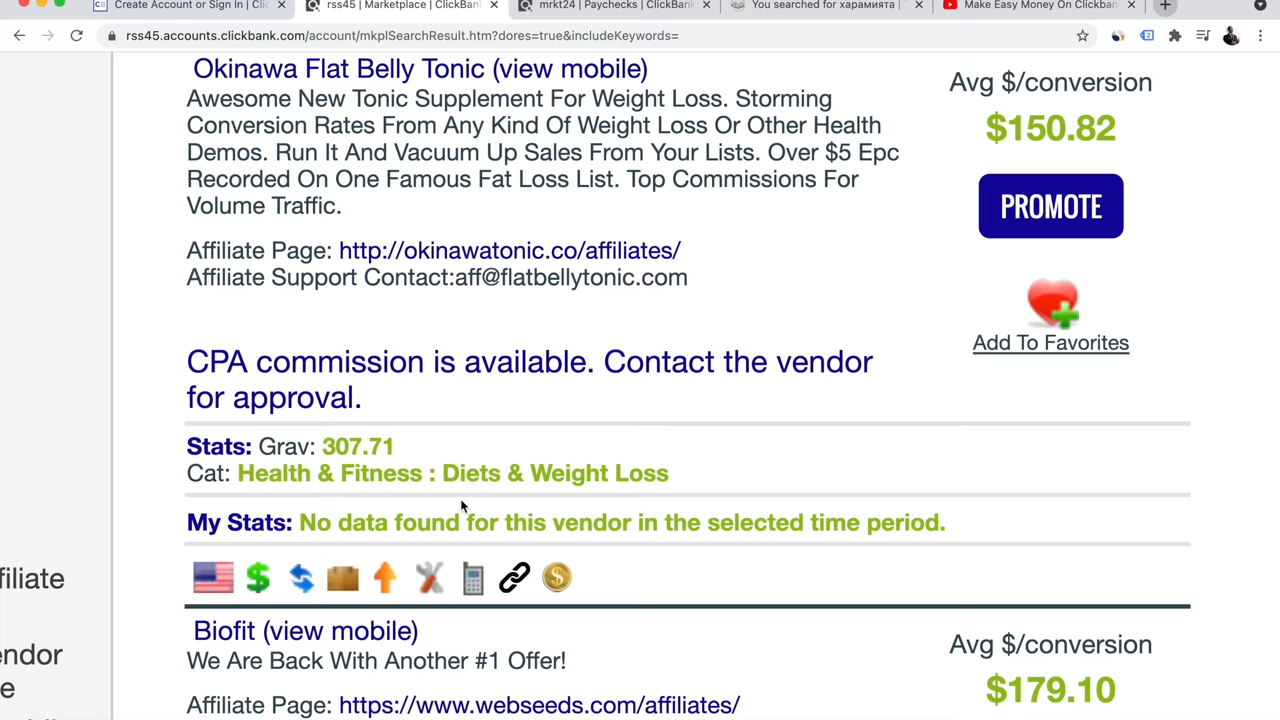 Create Account or Sign In | Clic
rss45 | Marketplace | ClickBan
mrkt24 | Paychecks | ClickBan
You searched for харамията
Make Easy Money On Clickban
rss45.accounts.clickbank.com/account/mkplSearchResult.htm?dores=true&includeKeywords=
Okinawa Flat Belly Tonic (view mobile)
Awesome New Tonic Supplement For Weight Loss. Storming
Conversion Rates From Any Kind Of Weight Loss Or Other Health
Demos. Run It And Vacuum Up Sales From Your Lists. Over $5 Epc
Recorded On One Famous Fat Loss List. Top Commissions For
Volume Traffic.
Affiliate Page: http://okinawatonic.co/affiliates/
Affiliate Support Contact:aff@flatbellytonic.com
Avg $/conversion
$150.82
PROMOTE
Add To Favorites
CPA commission is available. Contact the vendor
for approval.
Stats: Grav: 307.71
Cat: Health & Fitness : Diets & Weight Loss
My Stats: No data found for this vendor in the selected time period.
Biofit (view mobile)
We Are Back With Another #1 Offer!
Affiliate Page: https://www.webseeds.com/affiliates/
Avg $/conversion
$179.10
filiate
endor
e